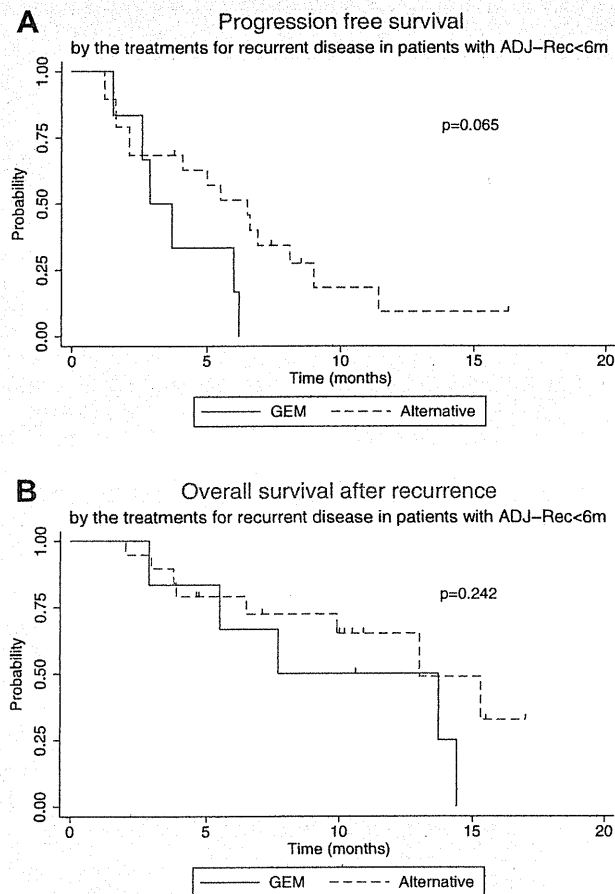 A
Progression free survival
by the treatments for recurrent disease in patients with ADJ–Rec<6m
Probability
1.00
0.75
0.50
0.25
0.00
p=0.065
0 5 10 15 20
Time (months)
GEM Alternative
B
Overall survival after recurrence
by the treatments for recurrent disease in patients with ADJ–Rec<6m
Probability
1.00
0.75
0.50
0.25
0.00
p=0.242
0 5 10 15 20
Time (months)
GEM Alternative